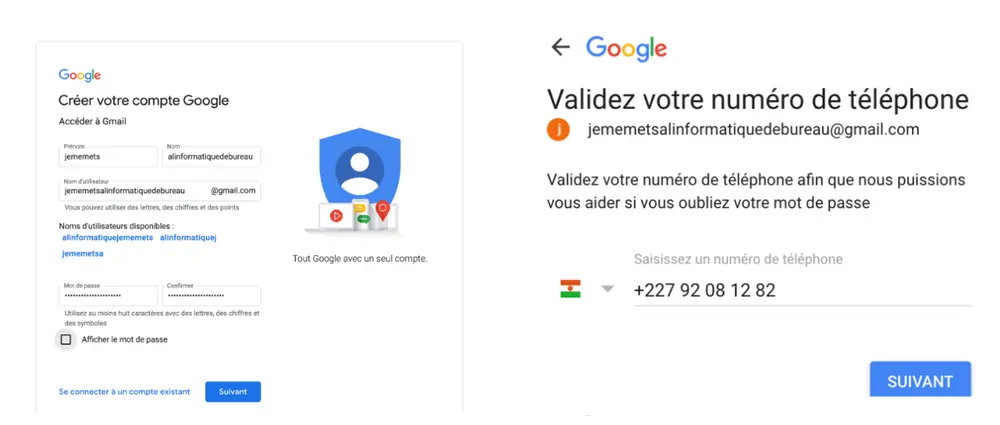 Google
Créer votre compte Google
Accéder à Gmail
Prénom
jememets
Nom
alinformatiquedebureau
Nom d'utilisateur
jememetsalinformatiquedebureau @gmail.com
Vous pouvez utiliser des lettres, des chiffres et des points
Noms d'utilisateurs disponibles :
alinformatiquejememets alinformatiquej
jememetsa
Mot de passe
••••••••••••••••••••
Confirmer
••••••••••••••••••••
Utilisez au moins huit caractères avec des lettres, des chiffres et
des symboles
Afficher le mot de passe
Se connecter à un compte existant
Suivant
Tout Google avec un seul compte.
Google
Validez votre numéro de téléphone
j jememetsalinformatiquedebureau@gmail.com
Validez votre numéro de téléphone afin que nous puissions
vous aider si vous oubliez votre mot de passe
Saisissez un numéro de téléphone
+227 92 08 12 82
SUIVANT